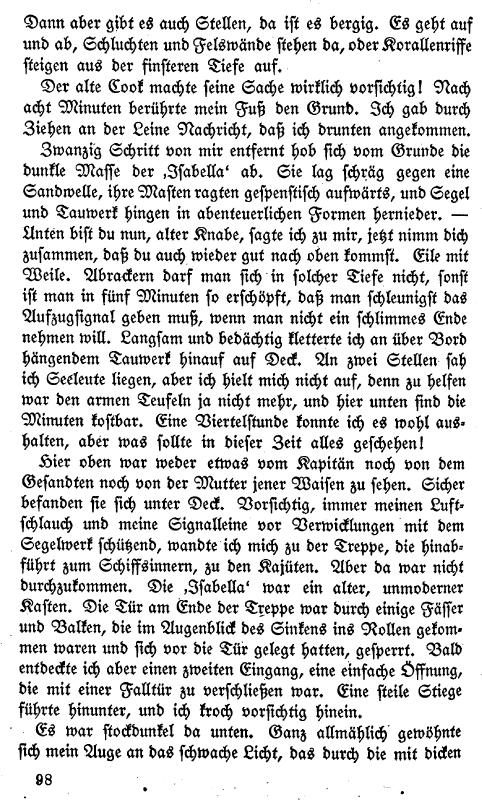 Dann aber gibt es auch Stellen, da ist es bergig. Es geht auf
und ab, Schluchten und Felswände stehen da, oder Korallenriffe
steigen aus der finsteren Tiefe auf.
Der alte Cook machte seine Sache wirklich vorsichtig! Nach
acht Minuten berührte mein Fuß den Grund. Ich gab durch
Ziehen an der Leine Nachricht, daß ich drunten angekommen.
Zwanzig Schritt von mir entfernt hob sich vom Grunde die
dunkle Masse der ‚Isabella‘ ab. Sie lag schräg gegen eine
Sandwelle, ihre Masten ragten gespenstisch aufwärts, und Segel
und Tauwerk hingen in abenteuerlichen Formen hernieder. —
Unten bist du nun, alter Knabe, sagte ich zu mir, jetzt nimm dich
zusammen, daß du auch wieder gut nach oben kommst. Eile mit
Weile. Abrackern darf man sich in solcher Tiefe nicht, sonst
ist man in fünf Minuten so erschöpft, daß man schleunigst das
Aufzugsignal geben muß, wenn man nicht ein schlimmes Ende
nehmen will. Langsam und bedächtig kletterte ich an über Bord
hängendem Tauwerk hinauf auf Deck. An zwei Stellen sah
ich Seeleute liegen, aber ich hielt mich nicht auf, denn zu helfen
war den armen Teufeln ja nicht mehr, und hier unten sind die
Minuten kostbar. Eine Viertelstunde konnte ich es wohl aus-
halten, aber was sollte in dieser Zeit alles geschehen!
Hier oben war weder etwas vom Kapitän noch von dem
Gesandten noch von der Mutter jener Waisen zu sehen. Sicher
befanden sie sich unter Deck. Vorsichtig, immer meinen Luft-
schlauch und meine Signalleine vor Verwicklungen mit dem
Segelwerk schützend, wandte ich mich zu der Treppe, die hinab-
führt zum Schiffsinnern, zu den Kajüten. Aber da war nicht
durchzukommen. Die ‚Isabella‘ war ein alter, unmoderner
Kasten. Die Tür am Ende der Treppe war durch einige Fässer
und Balken, die im Augenblick des Sinkens ins Rollen gekom-
men waren und sich vor die Tür gelegt hatten, gesperrt. Bald
entdeckte ich aber einen zweiten Eingang, eine einfache Öffnung,
die mit einer Falltür zu verschließen war. Eine steile Stiege
führte hinunter, und ich kroch vorsichtig hinein.
Es war stockdunkel da unten. Ganz allmählich gewöhnte
sich mein Auge an das schwache Licht, das durch die mit dicken
98